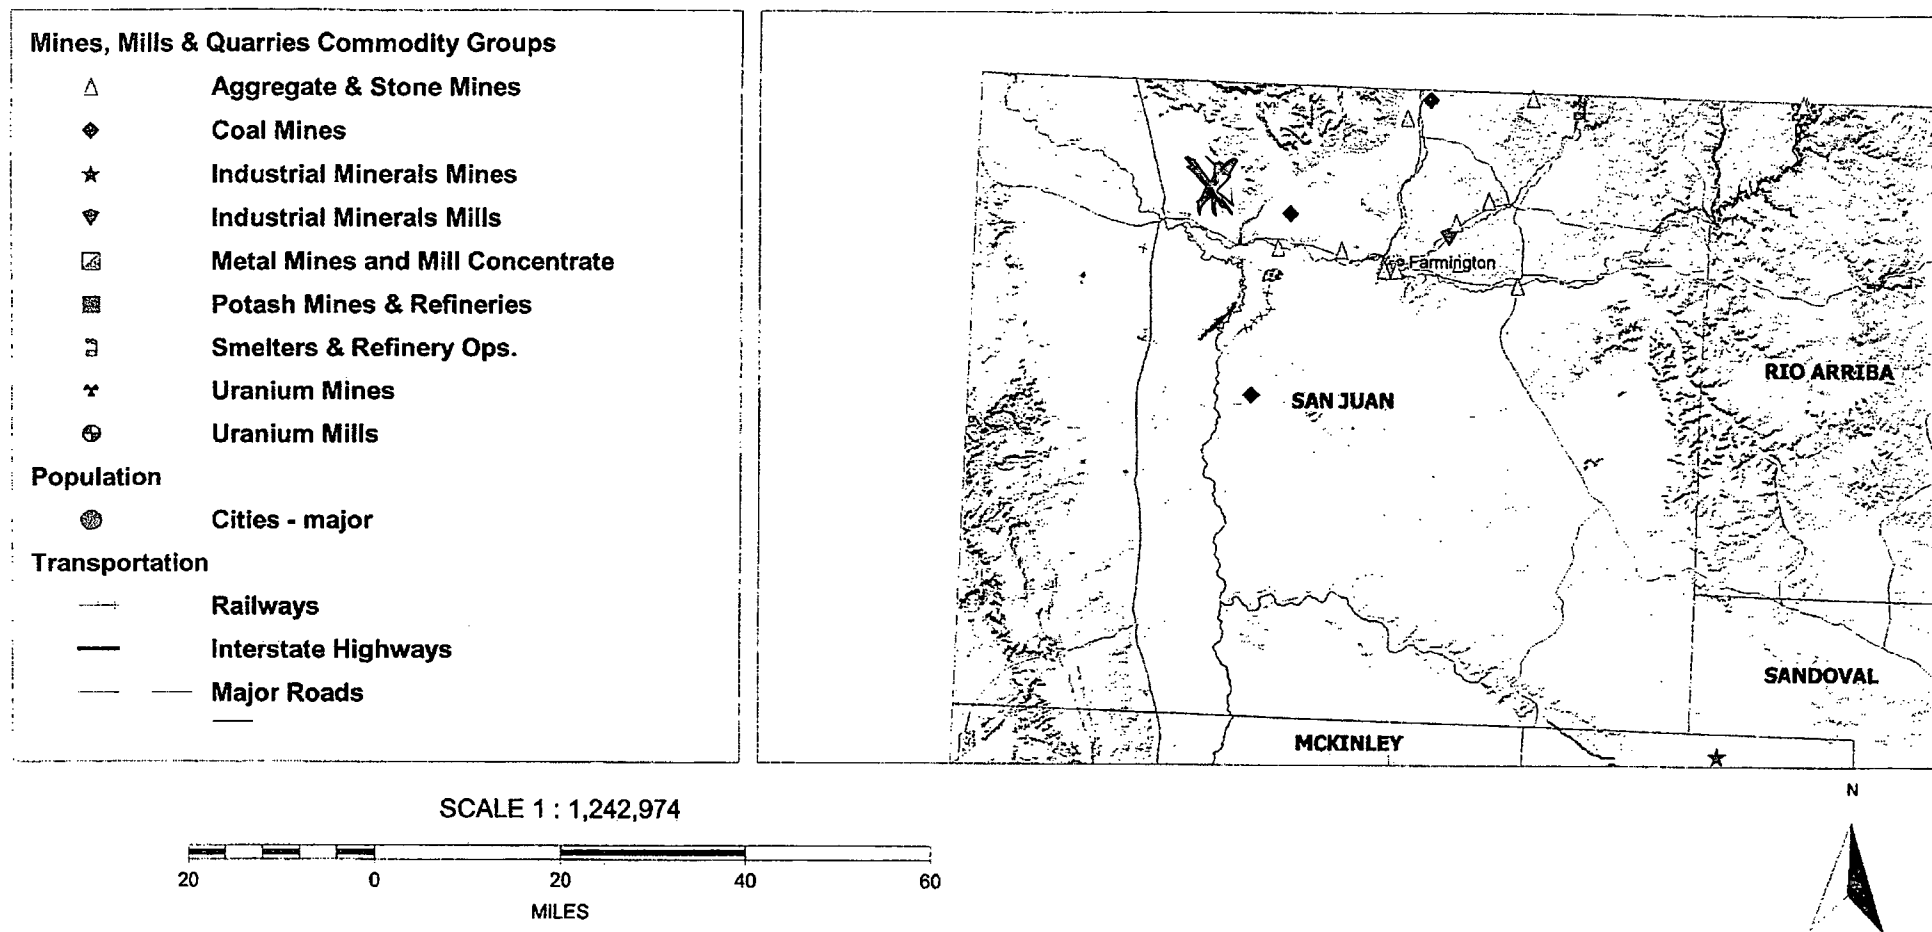 Mines, Mills & Quarries Commodity Groups
Aggregate & Stone Mines
Coal Mines
Industrial Minerals Mines
Industrial Minerals Mills
Metal Mines and Mill Concentrate
Potash Mines & Refineries
Smelters & Refinery Ops.
Uranium Mines
Uranium Mills
Population
Cities - major
Transportation
Railways
Interstate Highways
Major Roads
Farmington
RIO ARRIBA
SAN JUAN
SANDOVAL
MCKINLEY
SCALE 1 : 1,242,974
20 0 20 40 60
MILES
N